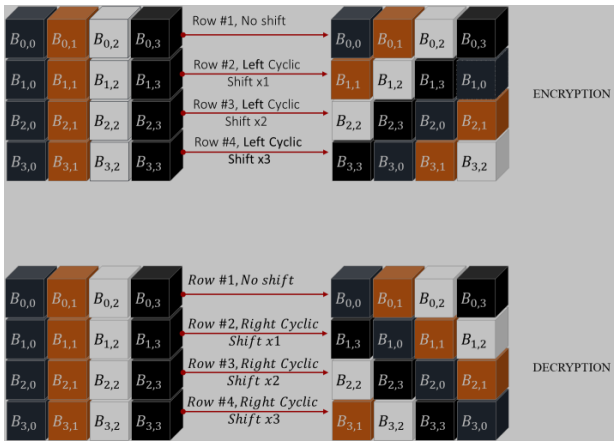 B0,0 B0,1 B0,2 B0,3 Row #1, No shift B0,0 B0,1 B0,2 B0,3
B1,0 B1,1 B1,2 B1,3 Row #2, Left Cyclic Shift x1 B1,1 B1,2 B1,3 B1,0
B2,0 B2,1 B2,2 B2,3 Row #3, Left Cyclic Shift x2 B2,2 B2,3 B2,0 B2,1
B3,0 B3,1 B3,2 B3,3 Row #4, Left Cyclic Shift x3 B3,3 B3,0 B3,1 B3,2
ENCRYPTION
B0,0 B0,1 B0,2 B0,3 Row #1, No shift B0,0 B0,1 B0,2 B0,3
B1,0 B1,1 B1,2 B1,3 Row #2, Right Cyclic Shift x1 B1,3 B1,0 B1,1 B1,2
B2,0 B2,1 B2,2 B2,3 Row #3, Right Cyclic Shift x2 B2,2 B2,3 B2,0 B2,1
B3,0 B3,1 B3,2 B3,3 Row #4, Right Cyclic Shift x3 B3,1 B3,2 B3,3 B3,0
DECRYPTION